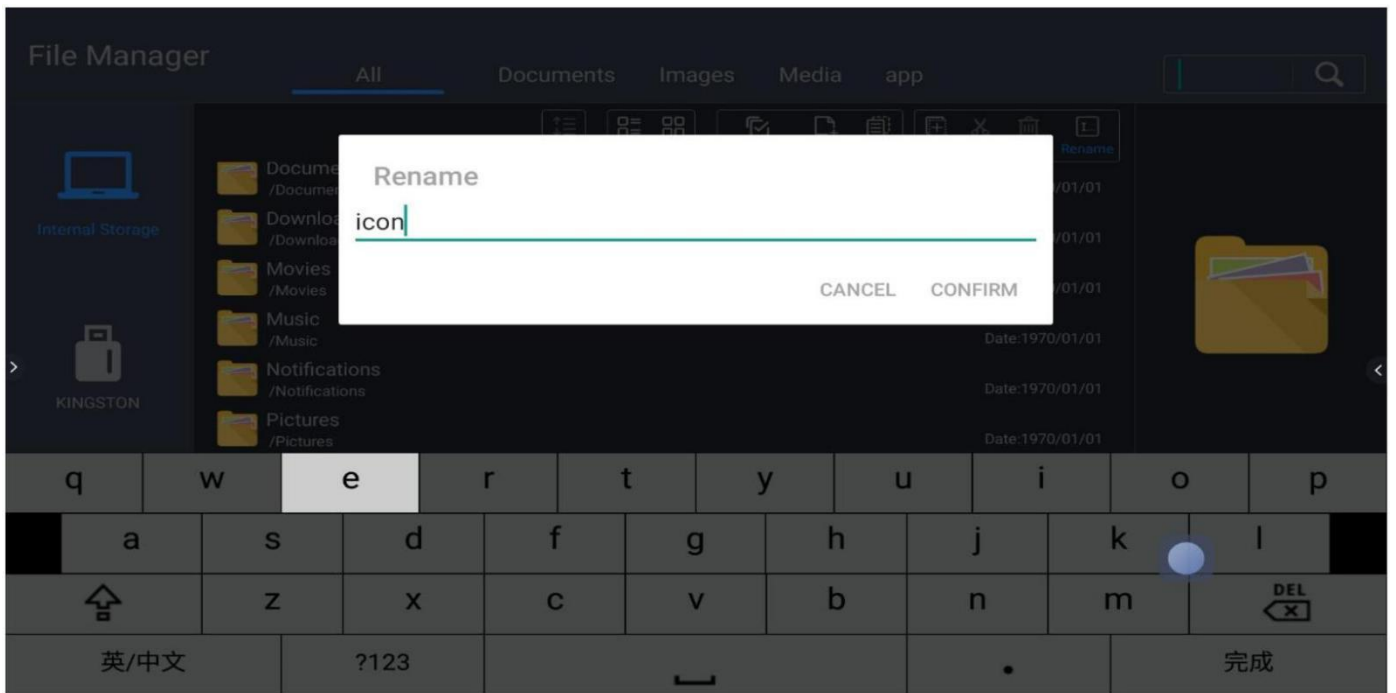 File Manager
All
Documents
Images
Media
app
Rename
Internal Storage
KINGSTON
Docume
/Documen
Downloa
/Downloa
Movies
/Movies
Music
/Music
Notifications
/Notifications
Pictures
/Pictures
/01/01
/01/01
/01/01
Date:1970/01/01
Date:1970/01/01
Date:1970/01/01
Rename
icon
CANCEL CONFIRM
q w e r t y u i o p
a s d f g h j k l
z x c v b n m DEL
英/中文 ?123 . 完成